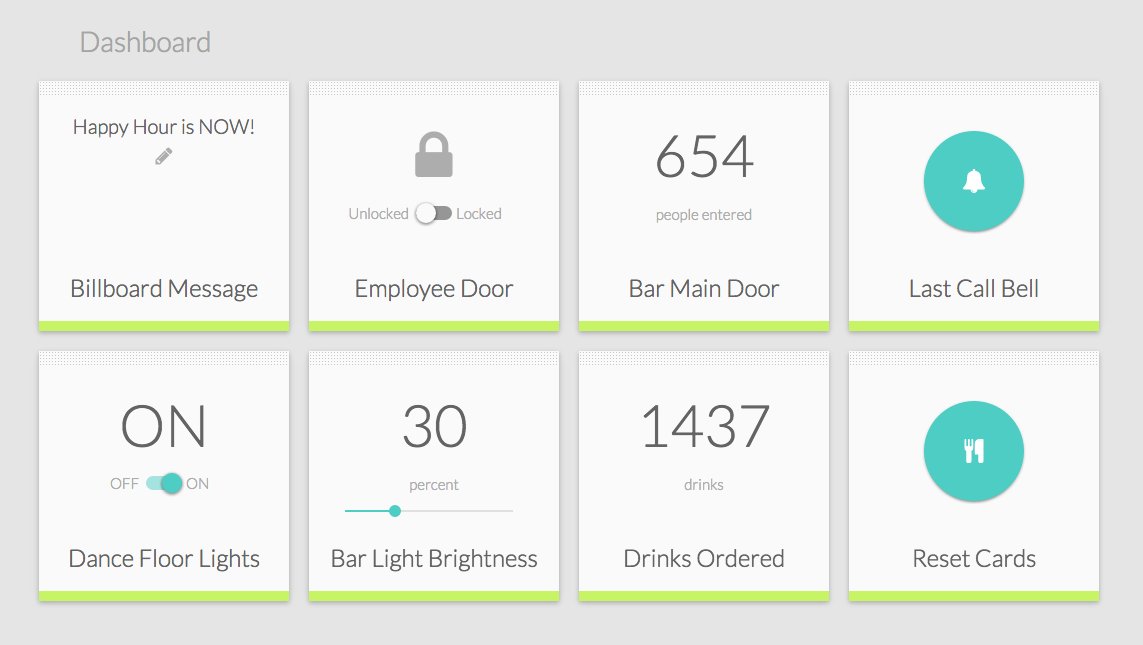 Dashboard
Happy Hour is NOW!
Billboard Message
Unlocked Locked
Employee Door
654
people entered
Bar Main Door
Last Call Bell
ON
OFF ON
Dance Floor Lights
30
percent
Bar Light Brightness
1437
drinks
Drinks Ordered
Reset Cards